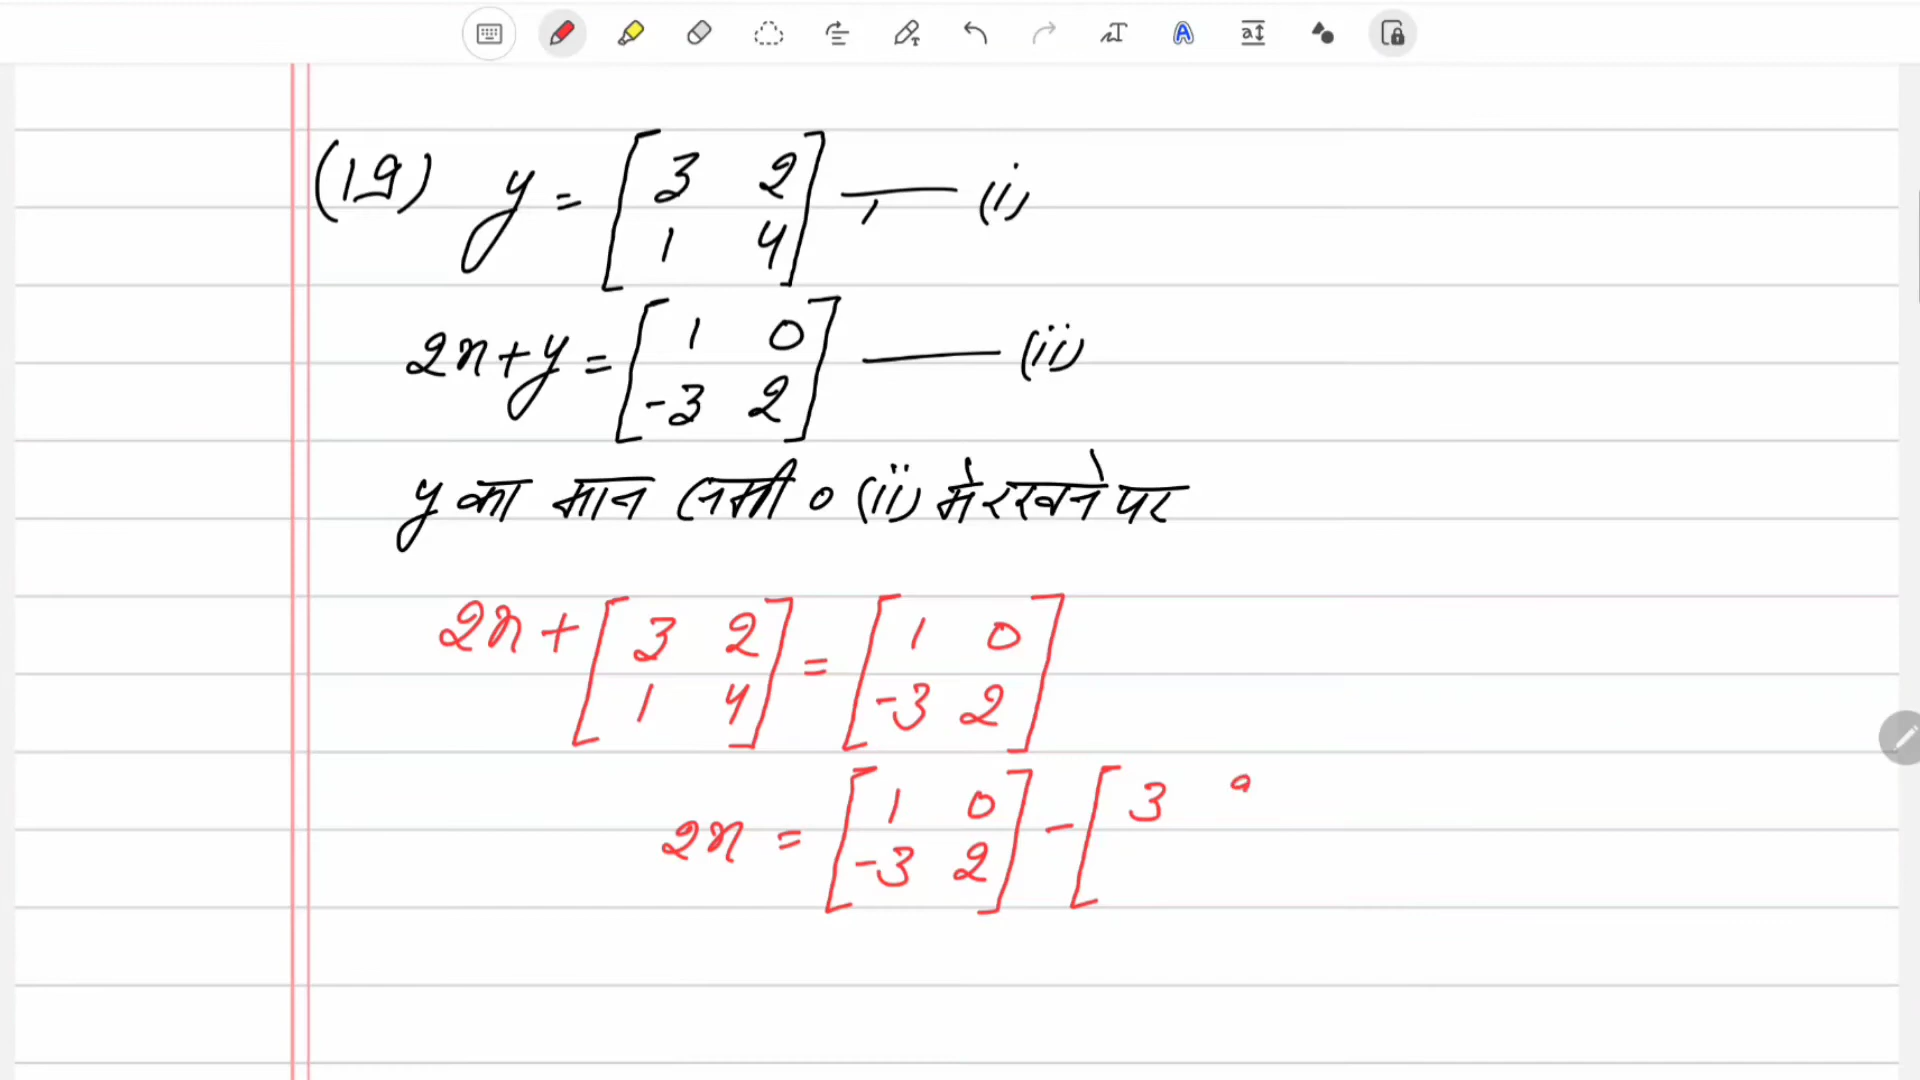 (19) y = [3 2 1 4] — (i)
2x + y = [1 0 -3 2] — (ii)
y का मान समी० (ii) में रखने पर
2x + [3 2 1 4] = [1 0 -3 2]
2x = [1 0 -3 2] - [3